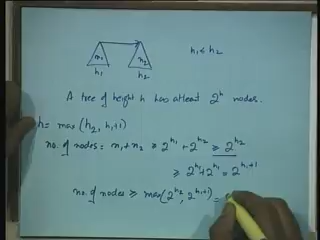 n₁ n₂ h₁ ≤ h₂
h₁ h₂
A tree of height h has atleast 2^h nodes.
h = max(h₂, h₁+1)
no. of nodes = n₁+n₂ ≥ 2^h₁ + 2^h₂ ≥ 2^h₂
≥ 2^h₁ + 2^h₁ = 2^(h₁+1)
no. of nodes ≥ max(2^h₂, 2^(h₁+1)) =